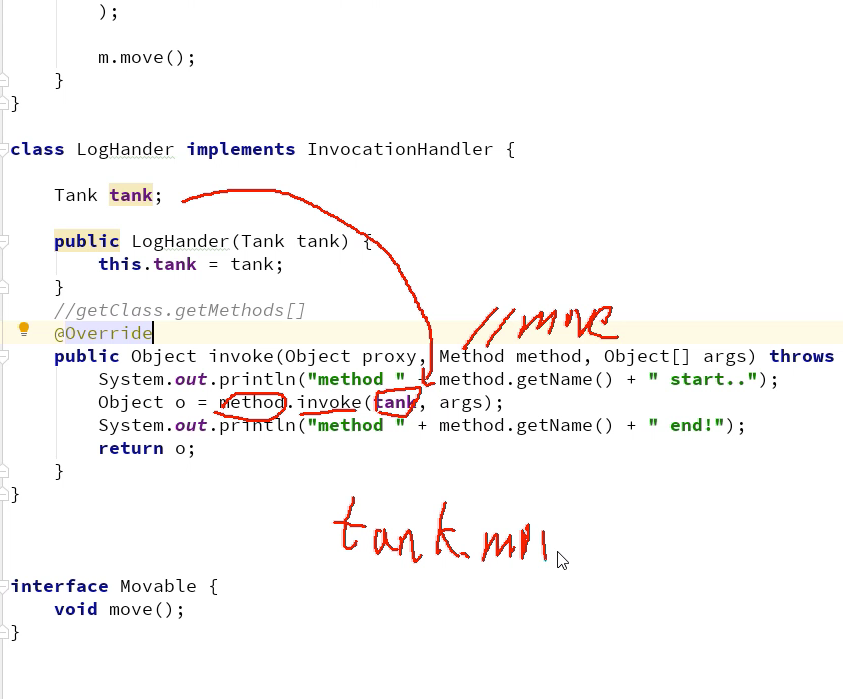 );
m.move();
}
}
class LogHander implements InvocationHandler {
Tank tank;
public LogHander(Tank tank) {
this.tank = tank;
}
//getClass.getMethods[]
//move
@Override
public Object invoke(Object proxy, Method method, Object[] args) throws
System.out.println("method " + method.getName() + " start..");
Object o = method.invoke(tank, args);
System.out.println("method " + method.getName() + " end!");
return o;
}
}
tank.
interface Movable {
void move();
}